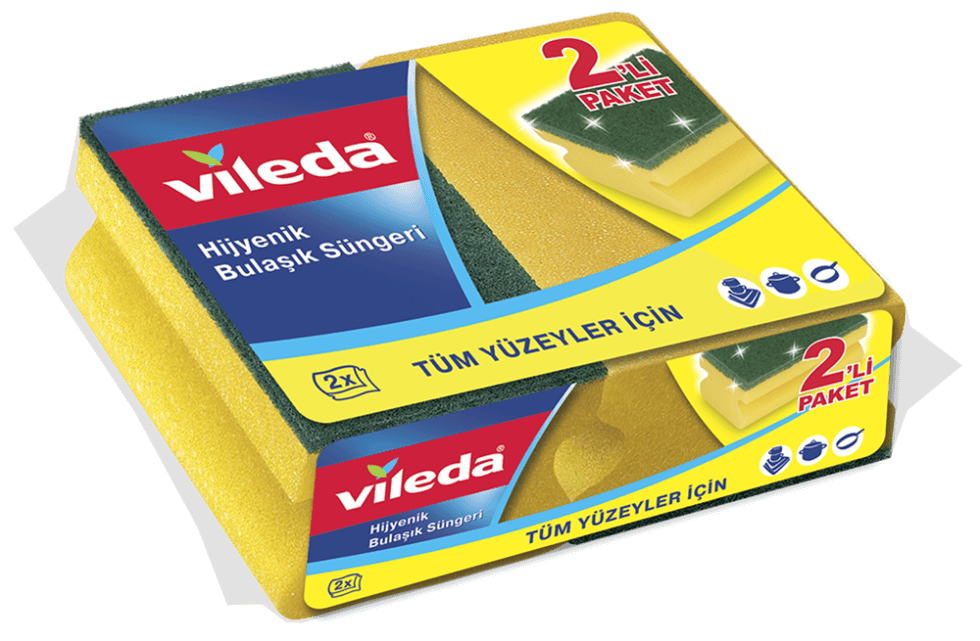 2'Lİ
PAKET
vileda®
Hijyenik
Bulaşık Süngeri
TÜM YÜZEYLER İÇİN
2x
2'Lİ
PAKET
vileda®
Hijyenik
Bulaşık Süngeri
TÜM YÜZEYLER İÇİN
2x